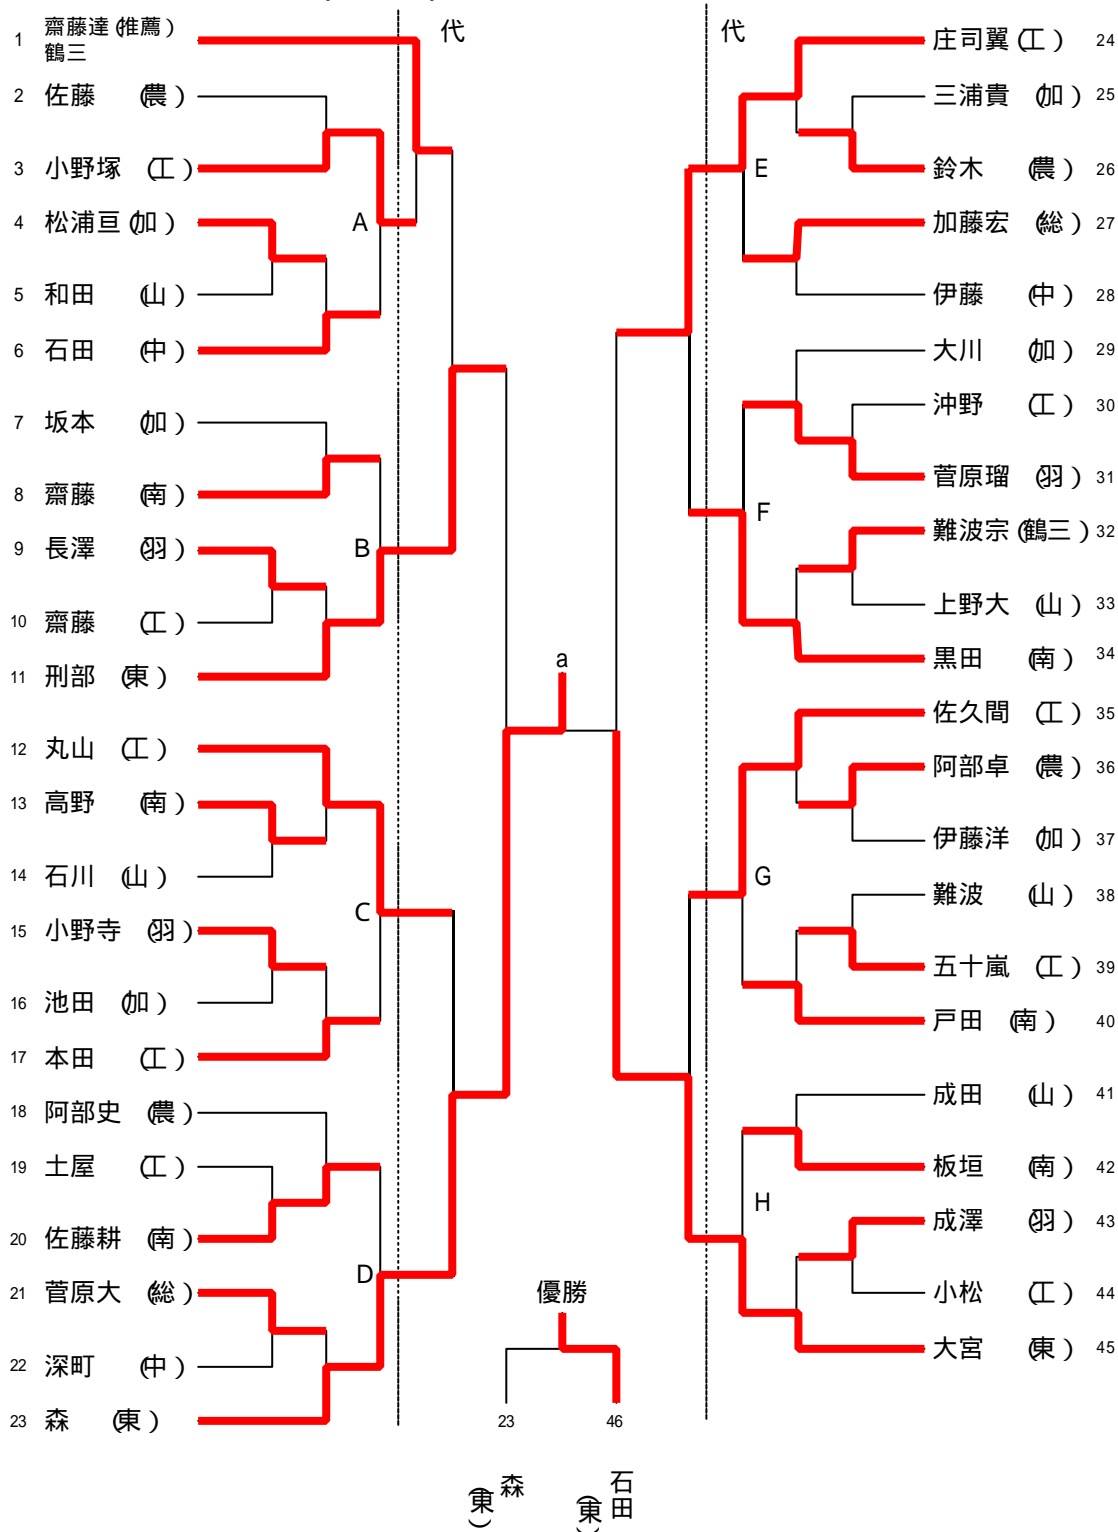 代
代
1 齋藤達 (推薦)
鶴三
2 佐藤 (農)
3 小野塚 (工)
4 松浦亘 (加)
A
5 和田 (山)
6 石田 (中)
7 坂本 (加)
8 齋藤 (南)
9 長澤 (羽)
B
10 齋藤 (工)
11 刑部 (東)
12 丸山 (工)
13 高野 (南)
14 石川 (山)
C
15 小野寺 (羽)
16 池田 (加)
17 本田 (工)
18 阿部史 (農)
19 土屋 (工)
20 佐藤耕 (南)
D
21 菅原大 (総)
22 深町 (中)
23 森 (東)
庄司翼 (工) 24
三浦貴 (加) 25
E
鈴木 (農) 26
加藤宏 (総) 27
伊藤 (中) 28
大川 (加) 29
沖野 (工) 30
菅原瑠 (羽) 31
F
難波宗 (鶴三) 32
上野大 (山) 33
黒田 (南) 34
佐久間 (工) 35
阿部卓 (農) 36
伊藤洋 (加) 37
G
難波 (山) 38
五十嵐 (工) 39
戸田 (南) 40
成田 (山) 41
板垣 (南) 42
H
成澤 (羽) 43
小松 (工) 44
大宮 (東) 45
a
優勝
23 46
森 (東)
石田 (東)